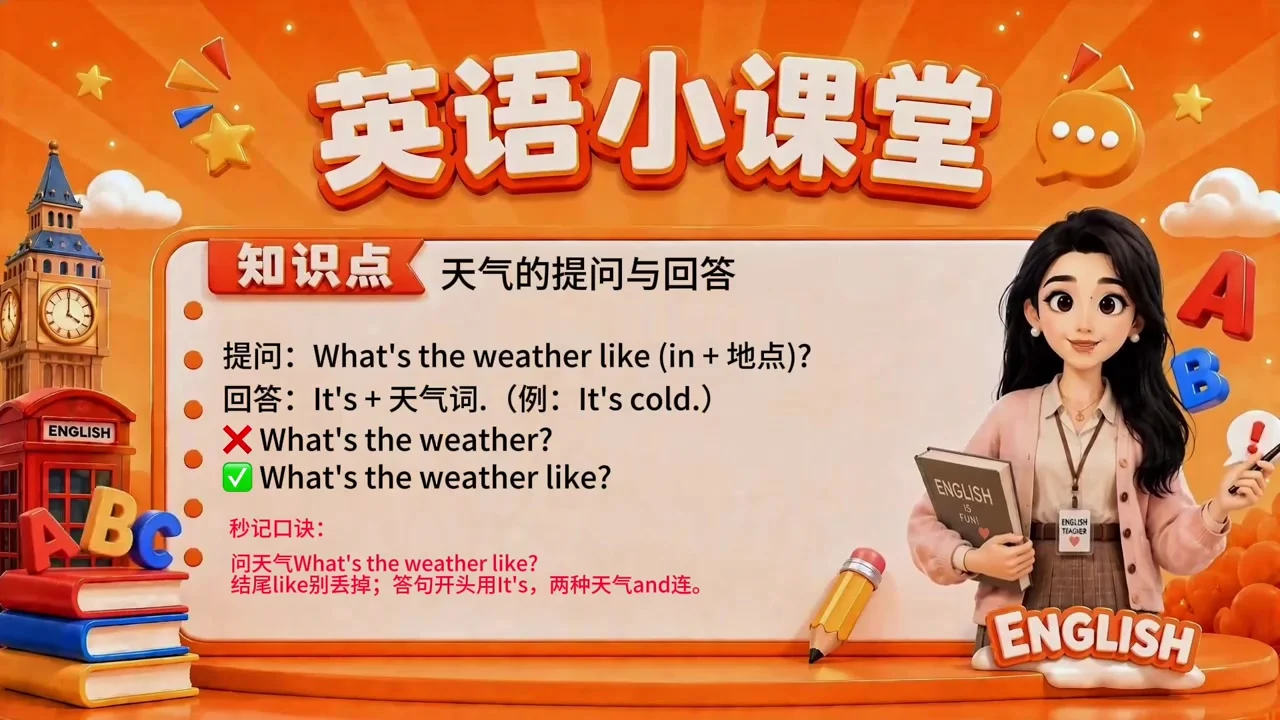 英语小课堂
知识点 天气的提问与回答
提问：What's the weather like (in + 地点)?
回答：It's + 天气词.（例：It's cold.）
❌ What's the weather?
✅ What's the weather like?
秒记口诀：
问天气What's the weather like?
结尾like别丢掉；答句开头用It's，两种天气and连。
ENGLISH
ABC
A
B
!
ENGLISH
IS
FUN!
ENGLISH
TEACHER
ENGLISH